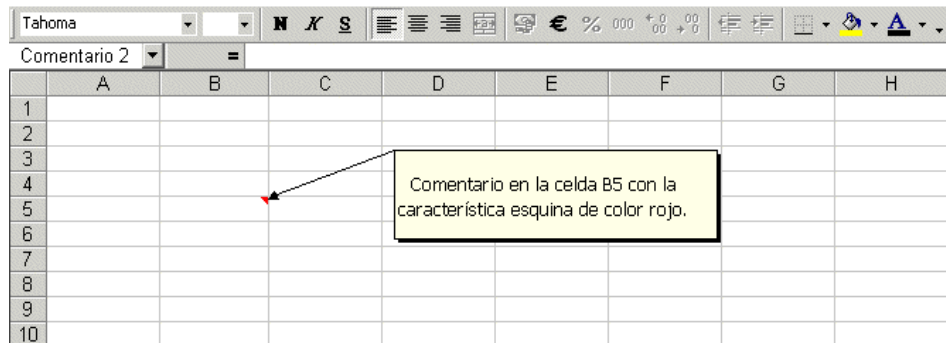 Tahoma
N K S € % 000
Comentario 2 =
A B C D E F G H
1
2
3
4
5
6
7
8
9
10
Comentario en la celda B5 con la
característica esquina de color rojo.